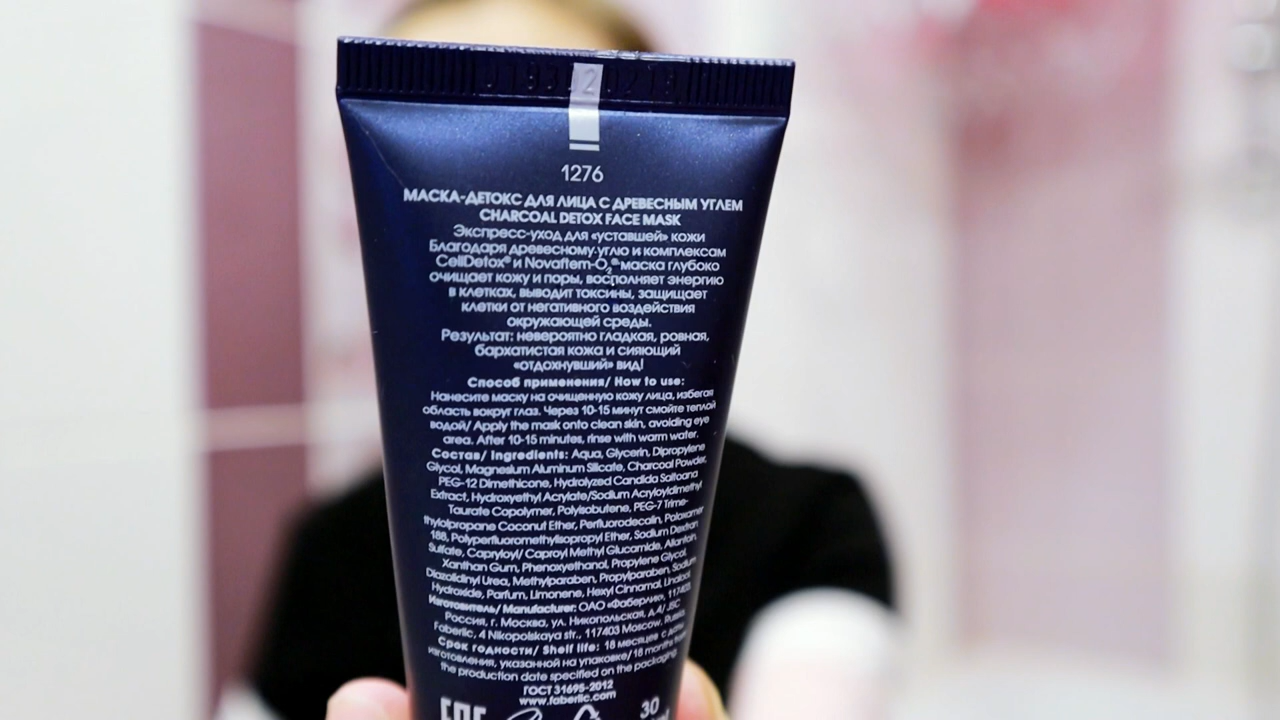 1276
МАСКА-ДЕТОКС ДЛЯ ЛИЦА С ДРЕВЕСНЫМ УГЛЕМ
CHARCOAL DETOX FACE MASK
Экспресс-уход для «уставшей» кожи
Благодаря древесному углю и комплексам
CellDetox® и Novaftem-O₂® маска глубоко
очищает кожу и поры, восполняет энергию
в клетках, выводит токсины, защищает
клетки от негативного воздействия
окружающей среды.
Результат: невероятно гладкая, ровная,
бархатистая кожа и сияющий
«отдохнувший» вид!
Способ применения/ How to use:
Нанесите маску на очищенную кожу лица, избегая
область вокруг глаз. Через 10-15 минут смойте теплой
водой/ Apply the mask onto clean skin, avoiding eye
area. After 10-15 minutes, rinse with warm water.
Состав/ Ingredients: Aqua, Glycerin, Dipropylene
Glycol, Magnesium Aluminum Silicate, Charcoal Powder,
PEG-12 Dimethicone, Hydrolyzed Candida Saitoana
Extract, Hydroxyethyl Acrylate/Sodium Acryloyldimethyl
Taurate Copolymer, Polyisobutene, PEG-7 Trime-
thylolpropane Coconut Ether, Perfluorodecalin, Poloxamer
188, Polyperfluoromethylisopropyl Ether, Sodium Dextran
Sulfate, Capryloyl/ Caproyl Methyl Glucamide, Allantoin,
Xanthan Gum, Phenoxyethanol, Propylene Glycol,
Diazolidinyl Urea, Methylparaben, Propylparaben, Sodium
Hydroxide, Parfum, Limonene, Hexyl Cinnamal, Linalool.
Изготовитель/ Manufacturer: ОАО «Фаберлик», 117403,
Россия, г. Москва, ул. Никопольская, д.4/ JSC
Faberlic, 4 Nikopolskaya str., 117403 Moscow, Russia.
Срок годности/ Shelf life: 18 месяцев с даты
изготовления, указанной на упаковке/ 18 months from
the production date specified on the packaging.
ГОСТ 31695-2012
www.faberlic.com
30